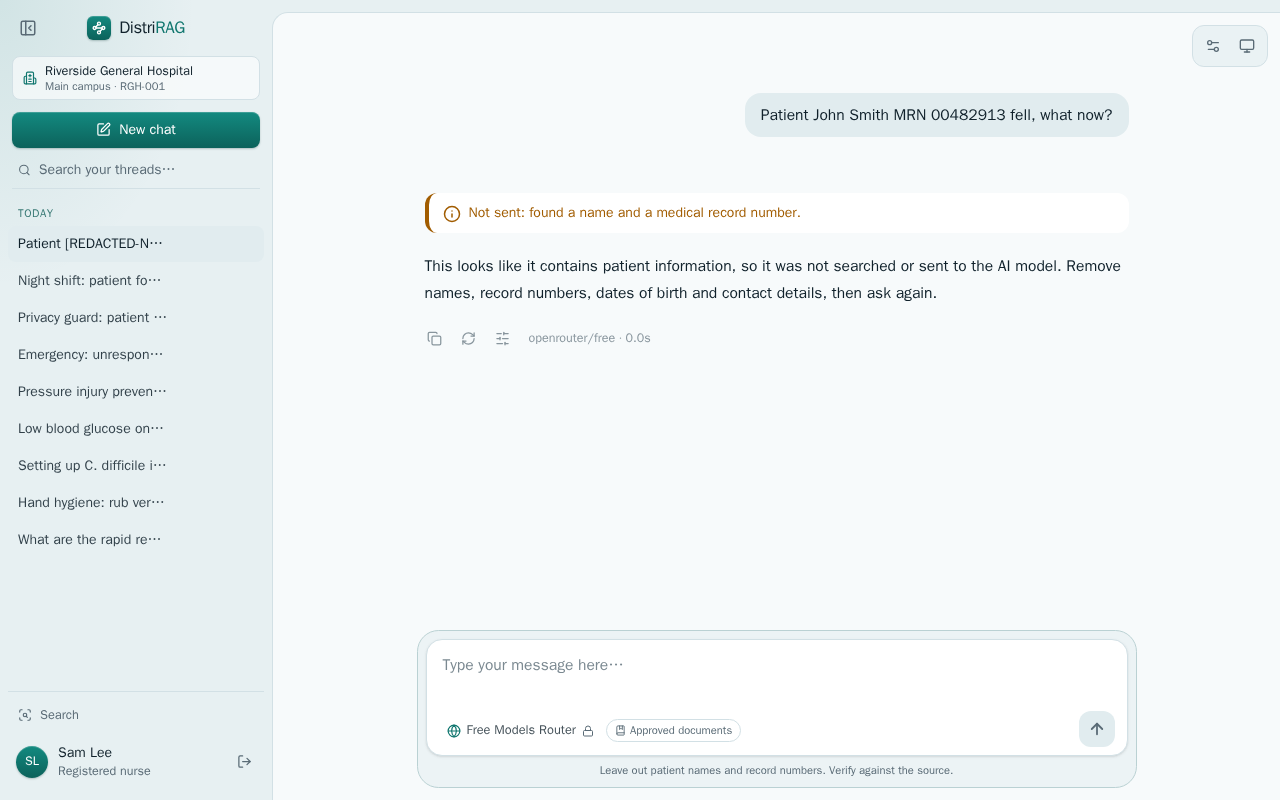 DistriRAG
Riverside General Hospital
Main campus · RGH-001
New chat
Search your threads···
TODAY
Patient [REDACTED-N···
Night shift: patient fo···
Privacy guard: patient ···
Emergency: unrespon···
Pressure injury preven···
Low blood glucose on···
Setting up C. difficile i···
Hand hygiene: rub ver···
What are the rapid re···
Search
SL
Sam Lee
Registered nurse
Patient John Smith MRN 00482913 fell, what now?
Not sent: found a name and a medical record number.
This looks like it contains patient information, so it was not searched or sent to the AI model. Remove
names, record numbers, dates of birth and contact details, then ask again.
openrouter/free · 0.0s
Type your message here···
Free Models Router
Approved documents
Leave out patient names and record numbers. Verify against the source.